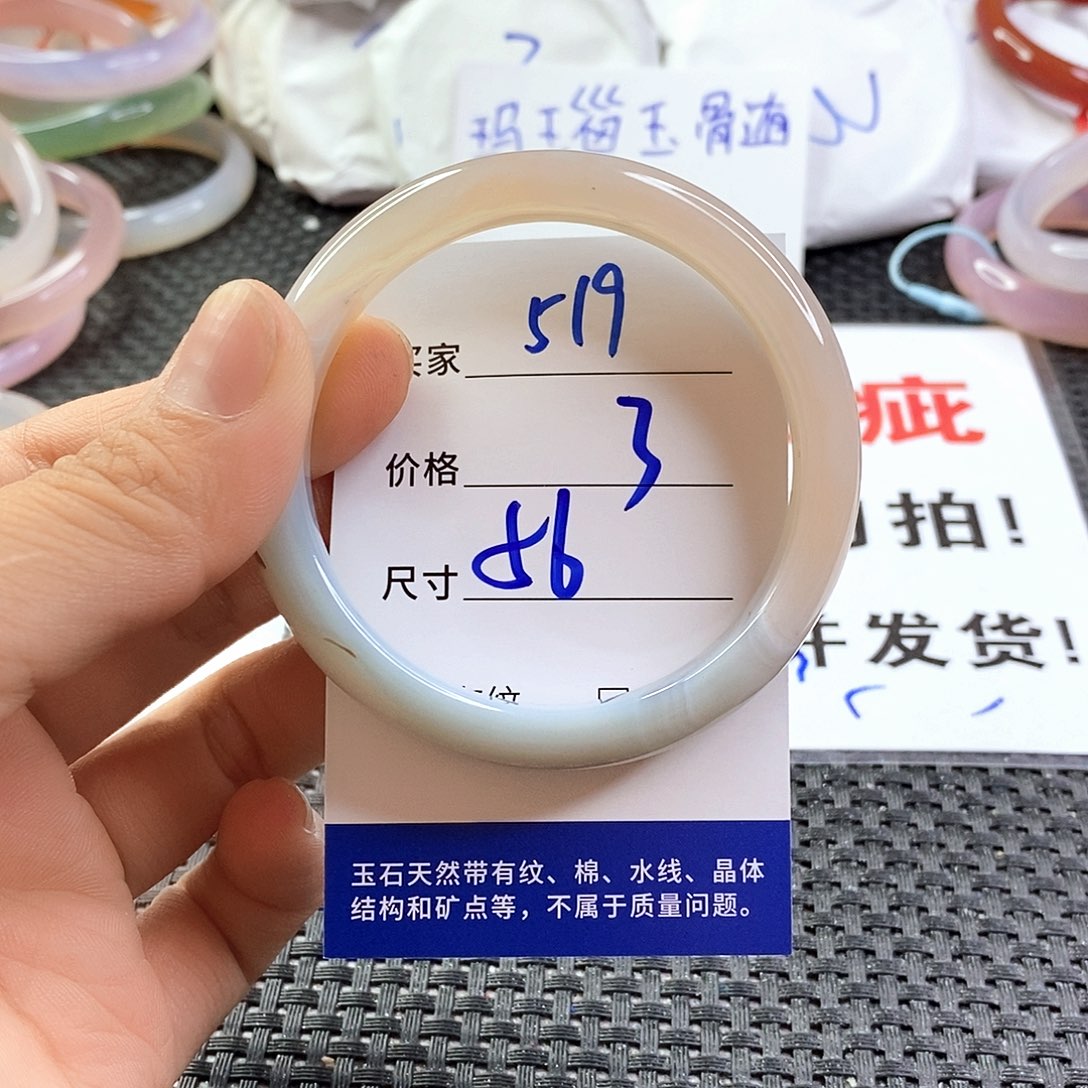 玛瑙玉髓
买家 519
价格 3
尺寸 56
纹
疵
拍!
发货!
玉石天然带有纹、棉、水线、晶体
结构和矿点等，不属于质量问题。